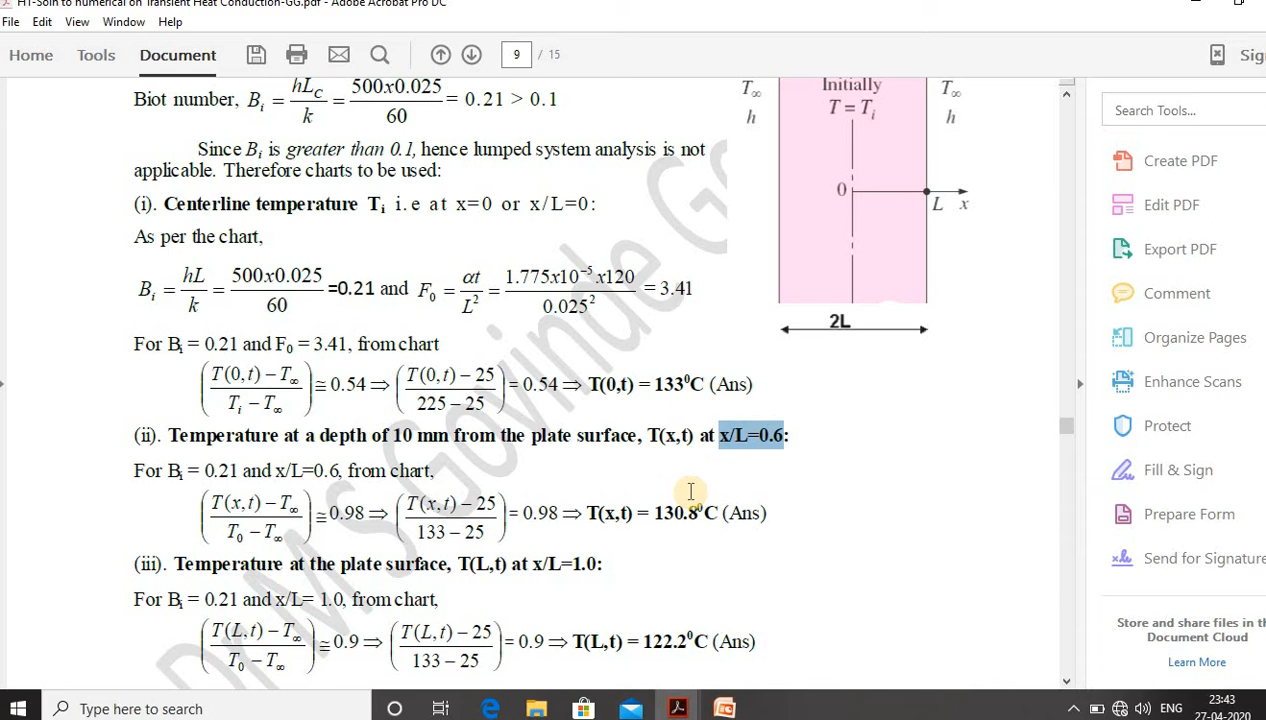 HT-Soln to numerical on Transient Heat Conduction-GG.pdf - Adobe Acrobat Pro DC
File Edit View Window Help
Home Tools Document 9 / 15
Search Tools...
Create PDF
Edit PDF
Export PDF
Comment
Organize Pages
Enhance Scans
Protect
Fill & Sign
Prepare Form
Send for Signature
Store and share files in the
Document Cloud
Learn More
Biot number, Bi = hLC/k = 500x0.025/60 = 0.21 > 0.1
Since Bi is greater than 0.1, hence lumped system analysis is not
applicable. Therefore charts to be used:
(i). Centerline temperature Ti i.e at x=0 or x/L=0:
As per the chart,
Bi = hL/k = 500x0.025/60 =0.21 and F0 = αt/L² = 1.775x10⁻⁵x120/0.025² = 3.41
For Bi = 0.21 and F0 = 3.41, from chart
(T(0,t) − T∞/Ti − T∞) ≅ 0.54 ⇒ (T(0,t) − 25/225 − 25) = 0.54 ⇒ T(0,t) = 133⁰C (Ans)
(ii). Temperature at a depth of 10 mm from the plate surface, T(x,t) at x/L=0.6:
For Bi = 0.21 and x/L=0.6, from chart,
(T(x,t) − T∞/T0 − T∞) ≅ 0.98 ⇒ (T(x,t) − 25/133 − 25) = 0.98 ⇒ T(x,t) = 130.8⁰C (Ans)
(iii). Temperature at the plate surface, T(L,t) at x/L=1.0:
For Bi = 0.21 and x/L= 1.0, from chart,
(T(L,t) − T∞/T0 − T∞) ≅ 0.9 ⇒ (T(L,t) − 25/133 − 25) = 0.9 ⇒ T(L,t) = 122.2⁰C (Ans)
T∞ Initially T∞
h T = Ti h
0 L x
2L
Dr M S Govinde Go
Type here to search
ENG
23:43
27-04-2020